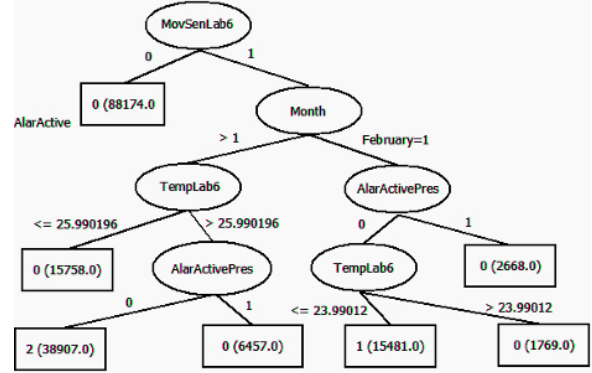 MovSenLab6
0
1
0 (88174.0
AlarActive
Month
> 1
February=1
TempLab6
AlarActivePres
<= 25.990196
> 25.990196
0
1
0 (15758.0)
AlarActivePres
TempLab6
0 (2668.0)
0
1
<= 23.99012
> 23.99012
2 (38907.0)
0 (6457.0)
1 (15481.0)
0 (1769.0)